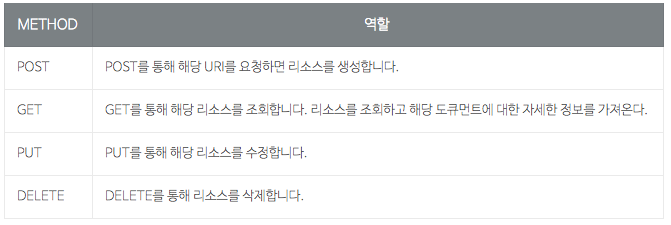 METHOD 역할
POST POST를 통해 해당 URI를 요청하면 리소스를 생성합니다.
GET GET를 통해 해당 리소스를 조회합니다. 리소스를 조회하고 해당 도큐먼트에 대한 자세한 정보를 가져온다.
PUT PUT를 통해 해당 리소스를 수정합니다.
DELETE DELETE를 통해 리소스를 삭제합니다.